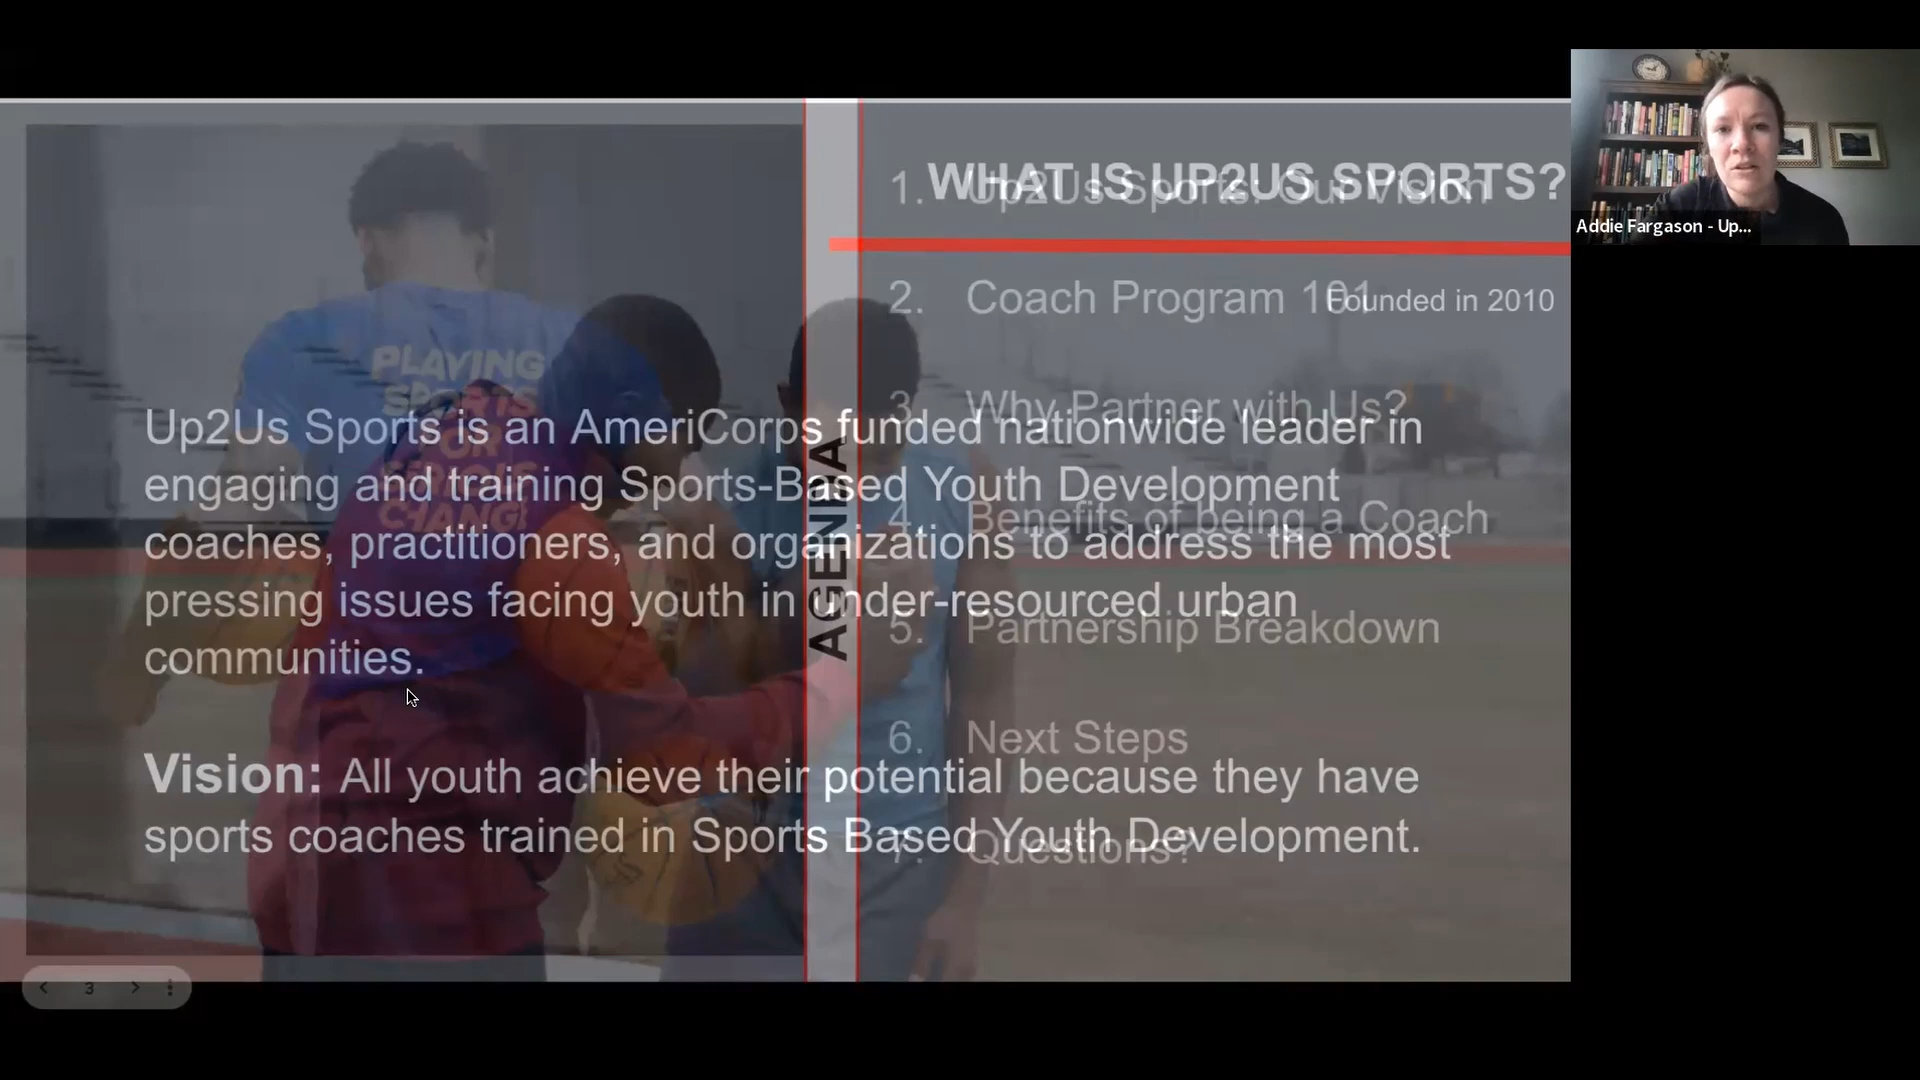 WHAT IS UP2US SPORTS?
Founded in 2010
Up2Us Sports is an AmeriCorps funded nationwide leader in
engaging and training Sports-Based Youth Development
coaches, practitioners, and organizations to address the most
pressing issues facing youth in under-resourced urban
communities.
Vision: All youth achieve their potential because they have
sports coaches trained in Sports Based Youth Development.
AGENDA
1. Up2Us Sports: Our Vision
2. Coach Program 101
3. Why Partner with Us?
4. Benefits of being a Coach
5. Partnership Breakdown
6. Next Steps
7. Questions?
PLAYING
SPORTS
FOR
SERIOUS
CHANGE
Addie Fargason - Up...
3